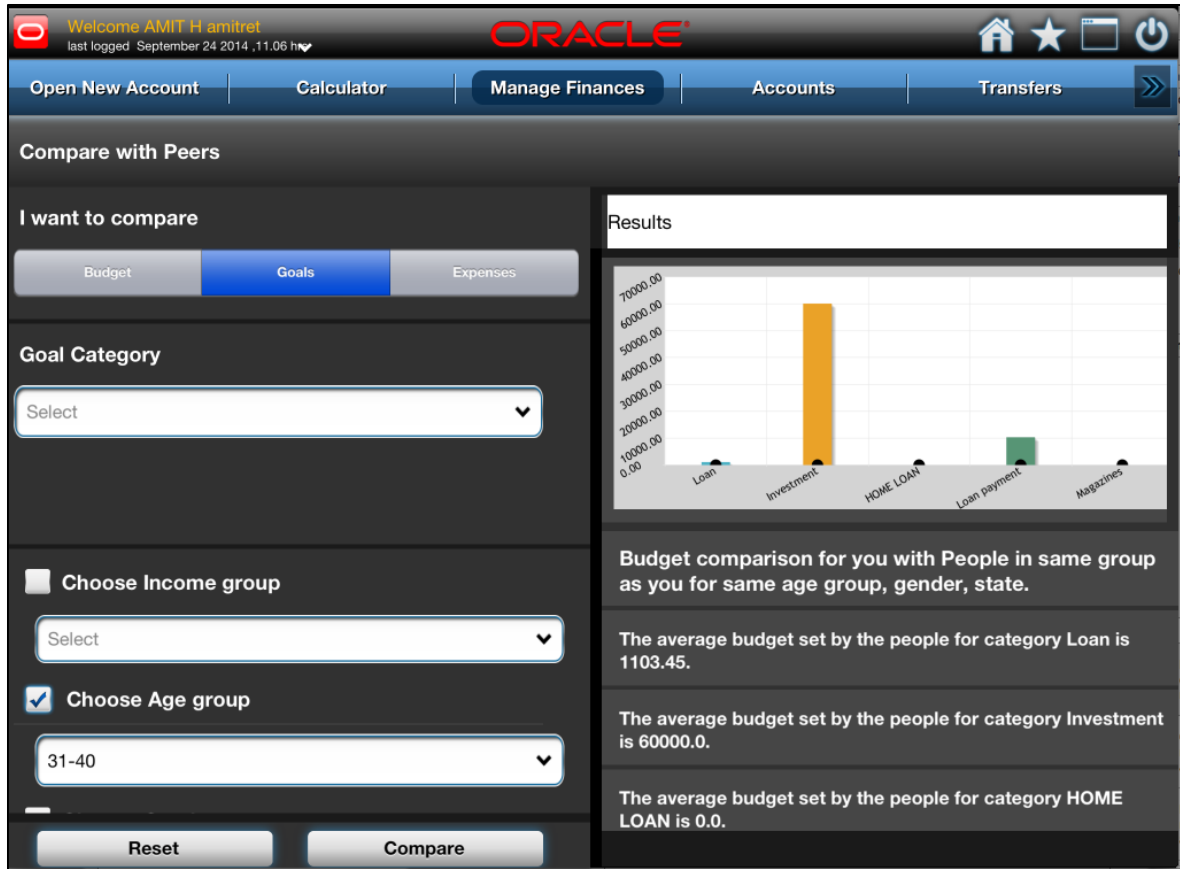 Welcome AMIT H amitret
last logged September 24 2014 ,11.06 hr
ORACLE
Open New Account
Calculator
Manage Finances
Accounts
Transfers
Compare with Peers
I want to compare
Budget
Goals
Expenses
Goal Category
Select
Choose Income group
Select
Choose Age group
31-40
Reset
Compare
Results
70000.00
60000.00
50000.00
40000.00
30000.00
20000.00
10000.00
0.00
Loan
Investment
HOME LOAN
Loan payment
Magazines
Budget comparison for you with People in same group
as you for same age group, gender, state.
The average budget set by the people for category Loan is
1103.45.
The average budget set by the people for category Investment
is 60000.0.
The average budget set by the people for category HOME
LOAN is 0.0.